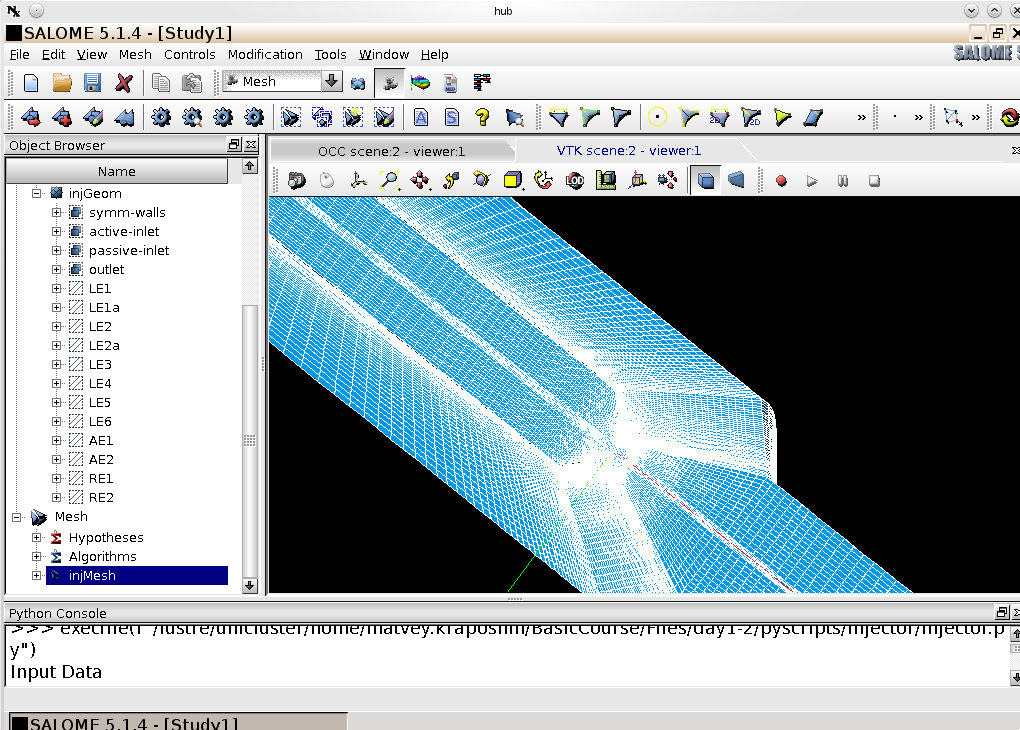 hub
SALOME 5.1.4 - [Study1]
File Edit View Mesh Controls Modification Tools Window Help
SALOME 5
Mesh
Object Browser
OCC scene:2 - viewer:1
VTK scene:2 - viewer:1
Name
injGeom
symm-walls
active-inlet
passive-inlet
outlet
LE1
LE1a
LE2
LE2a
LE3
LE4
LE5
LE6
AE1
AE2
RE1
RE2
Mesh
Hypotheses
Algorithms
injMesh
Python Console
>>> execfile(r"/lustre/unicluster/home/matvey.kraposhin/BasicCourse/Files/day1-2/pyscripts/injector/injector.p
y")
Input Data
SALOME 5.1.4 - [Study1]